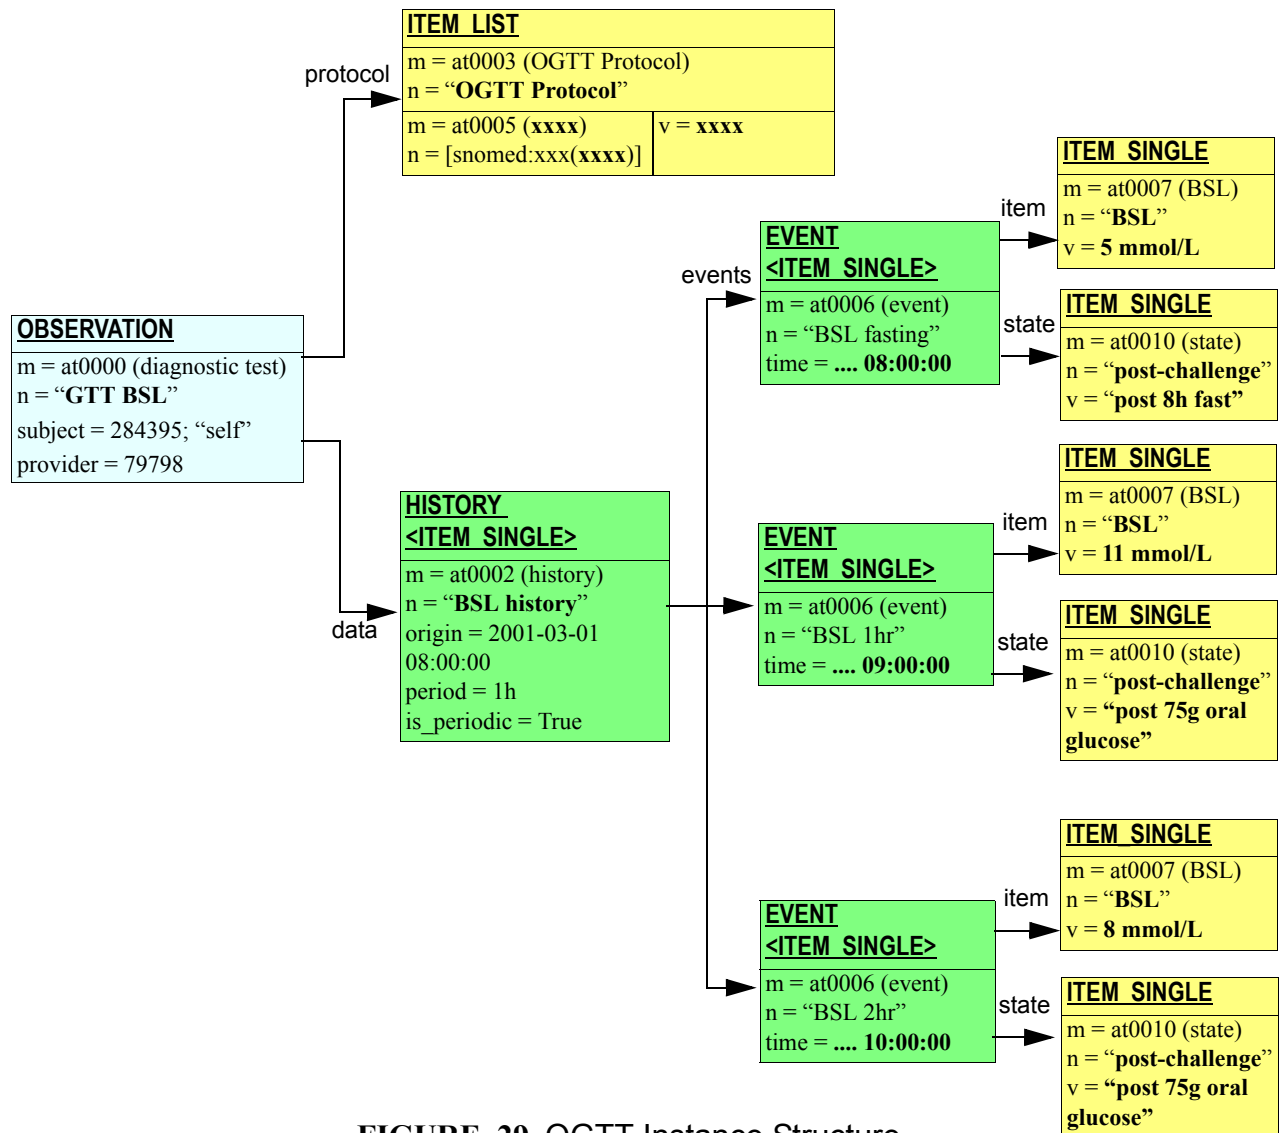 ITEM_LIST
m = at0003 (OGTT Protocol)
n = “OGTT Protocol”
m = at0005 (xxxx)
n = [snomed:xxx(xxxx)]
v = xxxx
protocol
OBSERVATION
m = at0000 (diagnostic test)
n = “GTT BSL”
subject = 284395; “self”
provider = 79798
data
HISTORY
<ITEM_SINGLE>
m = at0002 (history)
n = “BSL history”
origin = 2001-03-01
08:00:00
period = 1h
is_periodic = True
events
EVENT
<ITEM_SINGLE>
m = at0006 (event)
n = “BSL fasting”
time = .... 08:00:00
item
ITEM_SINGLE
m = at0007 (BSL)
n = “BSL”
v = 5 mmol/L
state
ITEM_SINGLE
m = at0010 (state)
n = “post-challenge”
v = “post 8h fast”
EVENT
<ITEM_SINGLE>
m = at0006 (event)
n = “BSL 1hr”
time = .... 09:00:00
item
ITEM_SINGLE
m = at0007 (BSL)
n = “BSL”
v = 11 mmol/L
state
ITEM_SINGLE
m = at0010 (state)
n = “post-challenge”
v = “post 75g oral
glucose”
EVENT
<ITEM_SINGLE>
m = at0006 (event)
n = “BSL 2hr”
time = .... 10:00:00
item
ITEM_SINGLE
m = at0007 (BSL)
n = “BSL”
v = 8 mmol/L
state
ITEM_SINGLE
m = at0010 (state)
n = “post-challenge”
v = “post 75g oral
glucose”
FIGURE 29 OGTT Instance Structure